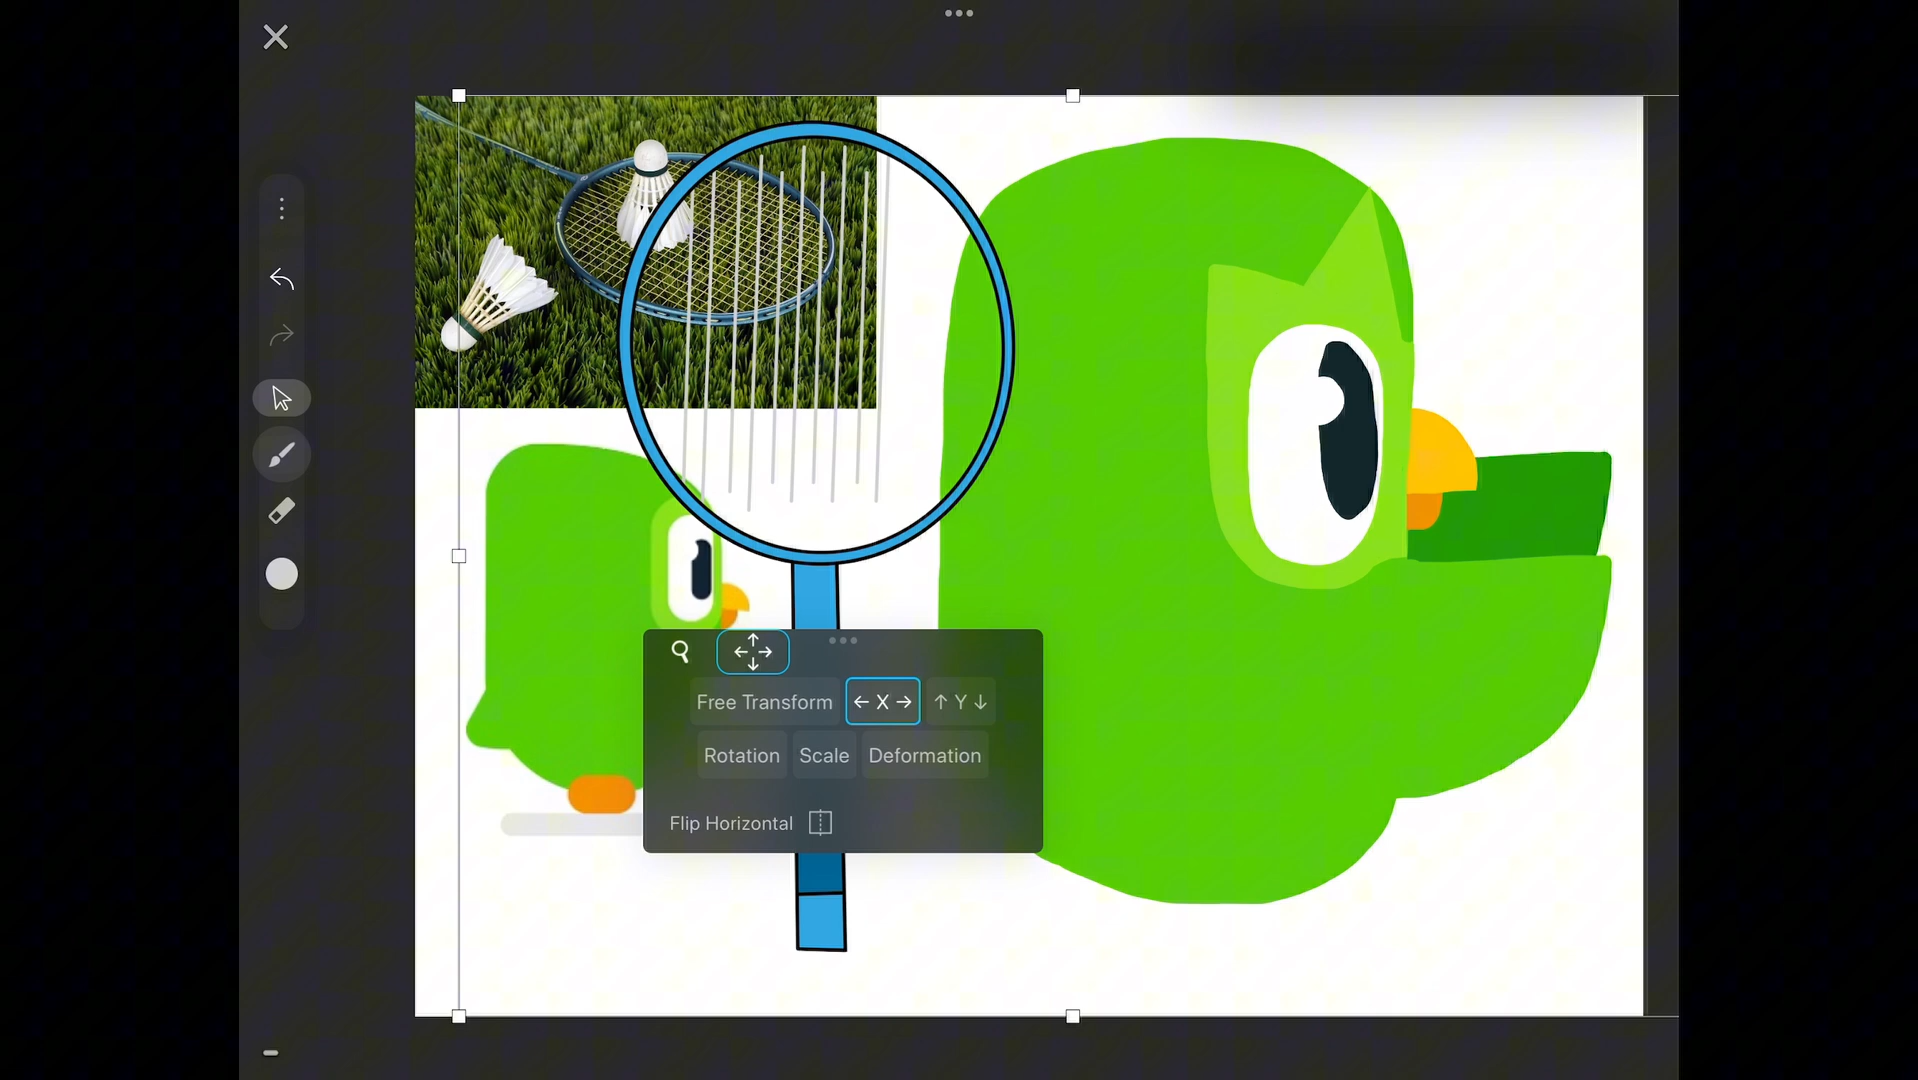 Free Transform ← X → ↑ Y ↓
Rotation Scale Deformation
Flip Horizontal